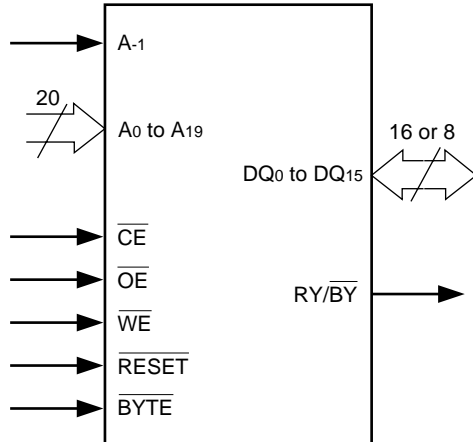 A-1
20
A0 to A19
16 or 8
DQ0 to DQ15
CE
OE
RY/BY
WE
RESET
BYTE